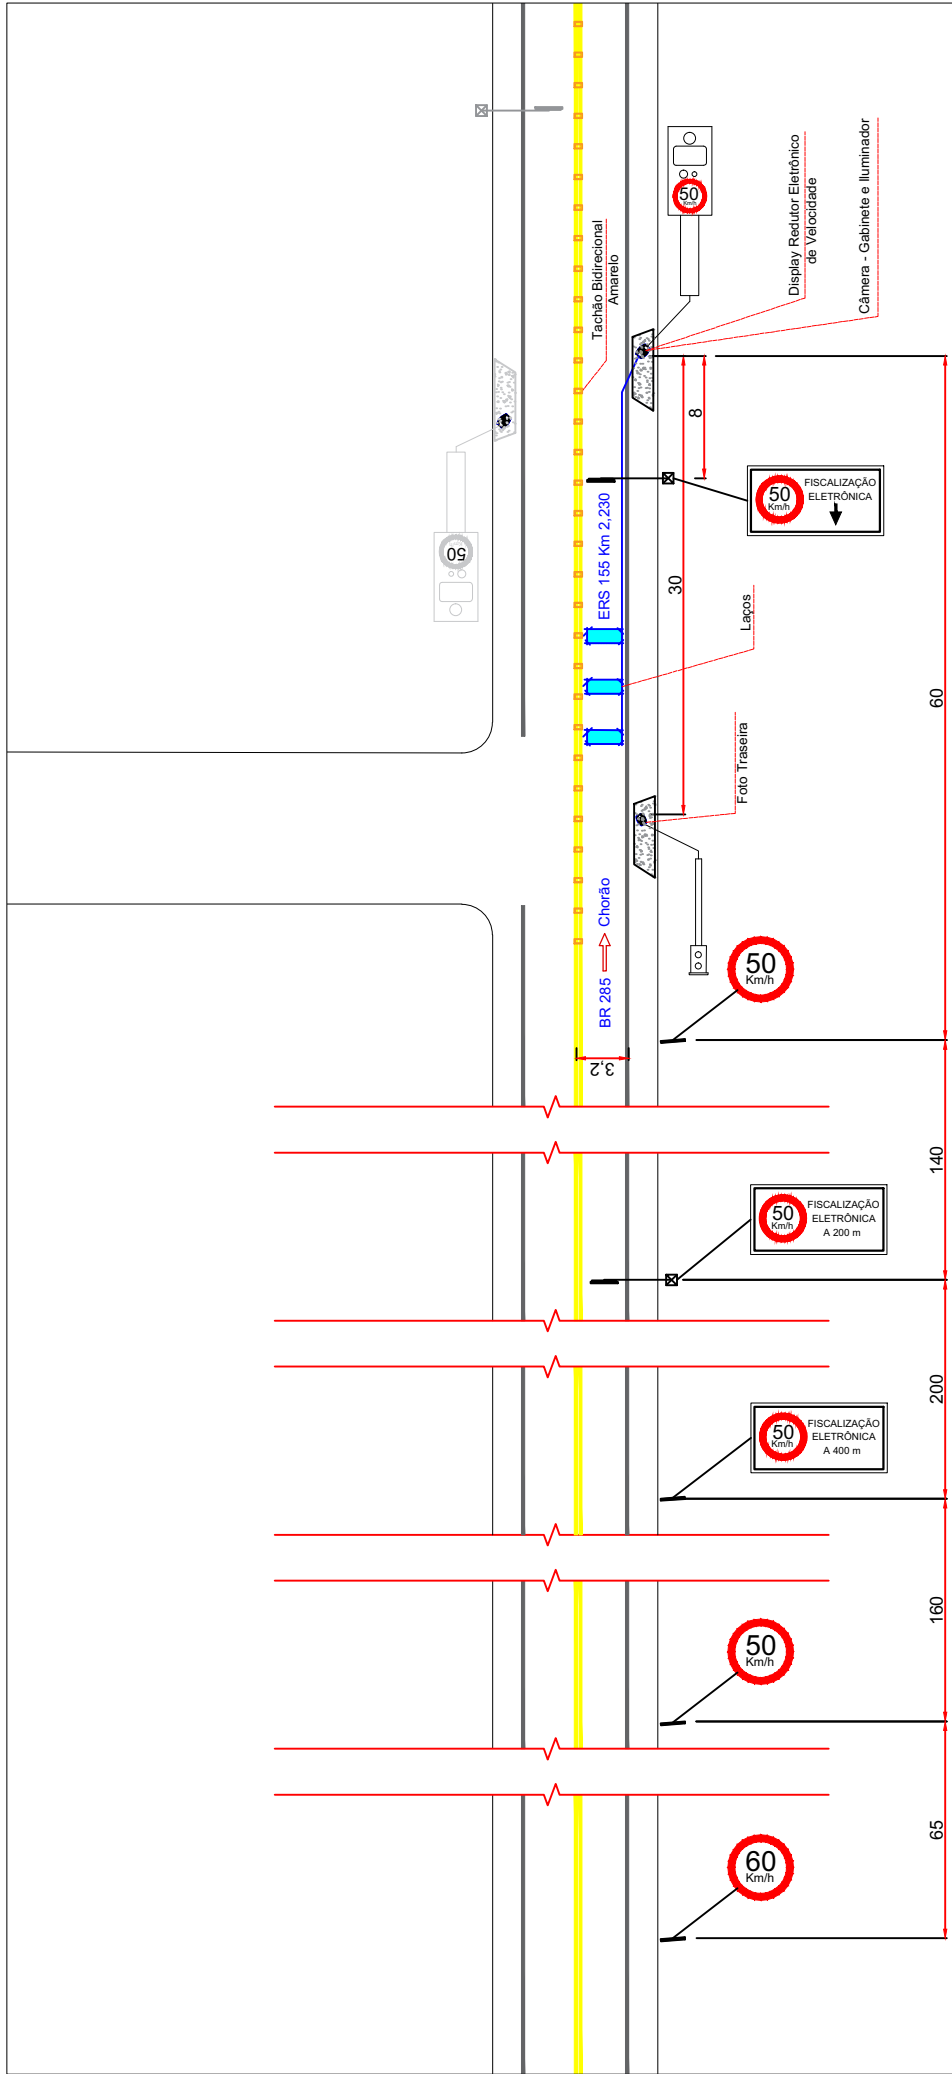 50
Km/h
Display Redutor Eletrônico
de Velocidade
Câmera - Gabinete e Iluminador
Tachão Bidirecional
Amarelo
8
50
Km/h
FISCALIZAÇÃO
ELETRÔNICA
50
ERS 155 Km 2,230
30
Laços
60
Foto Traseira
BR 285
Chorão
50
Km/h
3,2
140
50
Km/h
FISCALIZAÇÃO
ELETRÔNICA
A 200 m
200
50
Km/h
FISCALIZAÇÃO
ELETRÔNICA
A 400 m
160
50
Km/h
65
60
Km/h